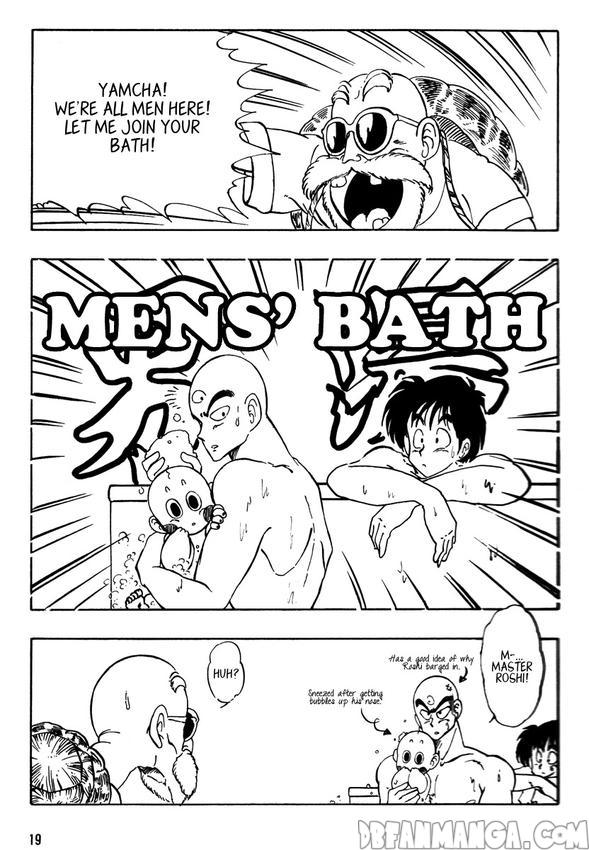 YAMCHA!
WE'RE ALL MEN HERE!
LET ME JOIN YOUR
BATH!
MENS' BATH
M-...
MASTER
ROSHI!
Has a good idea of why
Roshi barged in.
Sneezed after getting
bubbles up his nose.
HUH?
19
DBFANMANGA.COM